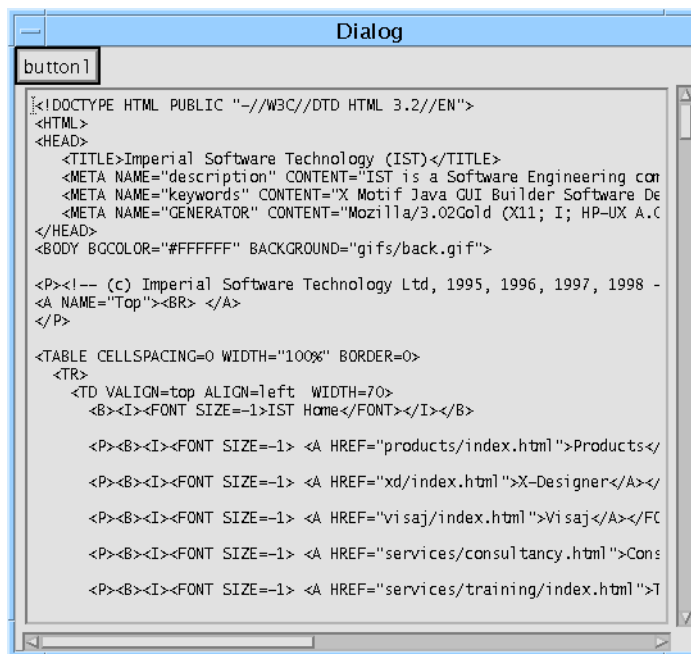 Dialog
button1
<!DOCTYPE HTML PUBLIC "-//W3C//DTD HTML 3.2//EN">
<HTML>
<HEAD>
   <TITLE>Imperial Software Technology (IST)</TITLE>
   <META NAME="description" CONTENT="IST is a Software Engineering com
   <META NAME="keywords" CONTENT="X Motif Java GUI Builder Software De
   <META NAME="GENERATOR" CONTENT="Mozilla/3.02Gold (X11; I; HP-UX A.0
</HEAD>
<BODY BGCOLOR="#FFFFFF" BACKGROUND="gifs/back.gif">
<P><!-- (c) Imperial Software Technology Ltd, 1995, 1996, 1997, 1998 -
<A NAME="Top"><BR> </A>
</P>
<TABLE CELLSPACING=0 WIDTH="100%" BORDER=0>
  <TR>
    <TD VALIGN=top ALIGN=left  WIDTH=70>
      <B><I><FONT SIZE=-1>IST Home</FONT></I></B>
      <P><B><I><FONT SIZE=-1> <A HREF="products/index.html">Products</
      <P><B><I><FONT SIZE=-1> <A HREF="xd/index.html">X-Designer</A></
      <P><B><I><FONT SIZE=-1> <A HREF="visaj/index.html">Visaj</A></FO
      <P><B><I><FONT SIZE=-1> <A HREF="services/consultancy.html">Cons
      <P><B><I><FONT SIZE=-1> <A HREF="services/training/index.html">T